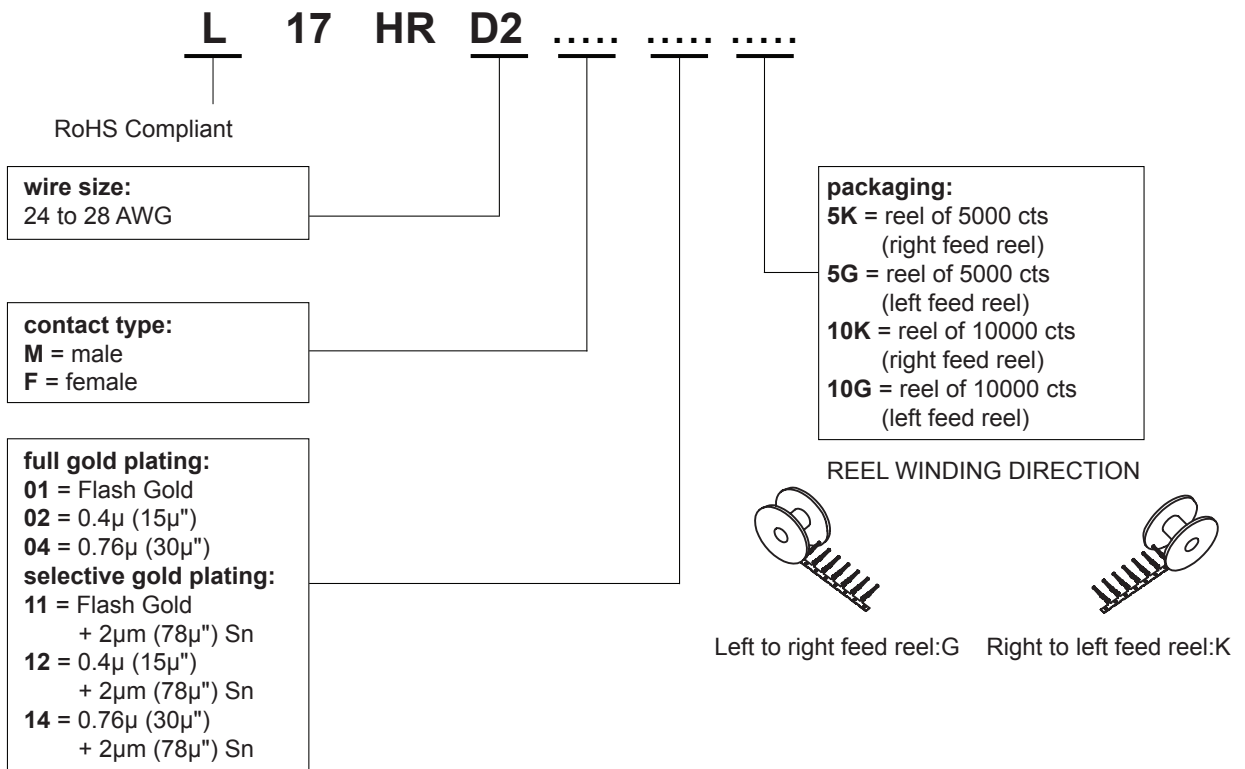 L 17 HR D2 ..... ..... .....
RoHS Compliant
wire size:
24 to 28 AWG
contact type:
M = male
F = female
full gold plating:
01 = Flash Gold
02 = 0.4µ (15µ")
04 = 0.76µ (30µ")
selective gold plating:
11 = Flash Gold
+ 2µm (78µ") Sn
12 = 0.4µ (15µ")
+ 2µm (78µ") Sn
14 = 0.76µ (30µ")
+ 2µm (78µ") Sn
packaging:
5K = reel of 5000 cts
(right feed reel)
5G = reel of 5000 cts
(left feed reel)
10K = reel of 10000 cts
(right feed reel)
10G = reel of 10000 cts
(left feed reel)
REEL WINDING DIRECTION
Left to right feed reel:G
Right to left feed reel:K